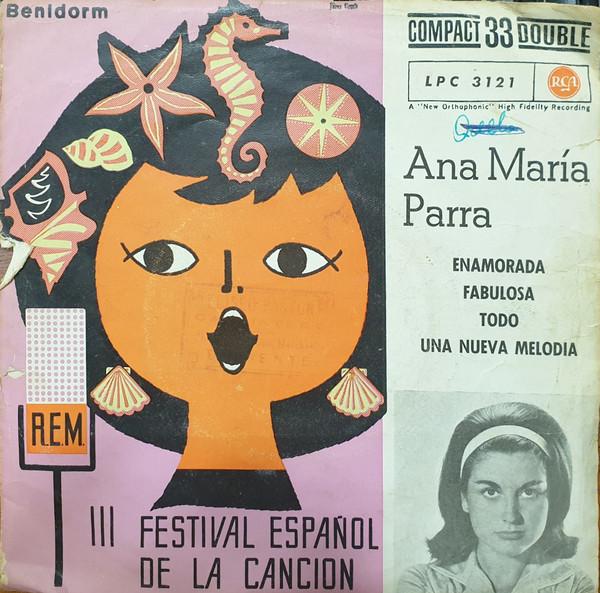 Benidorm
COMPACT 33 DOUBLE
LPC 3121
RCA
A "New Orthophonic" High Fidelity Recording
Ana María
Parra
ENAMORADA
FABULOSA
TODO
UNA NUEVA MELODIA
R.E.M.
III FESTIVAL ESPAÑOL
DE LA CANCION